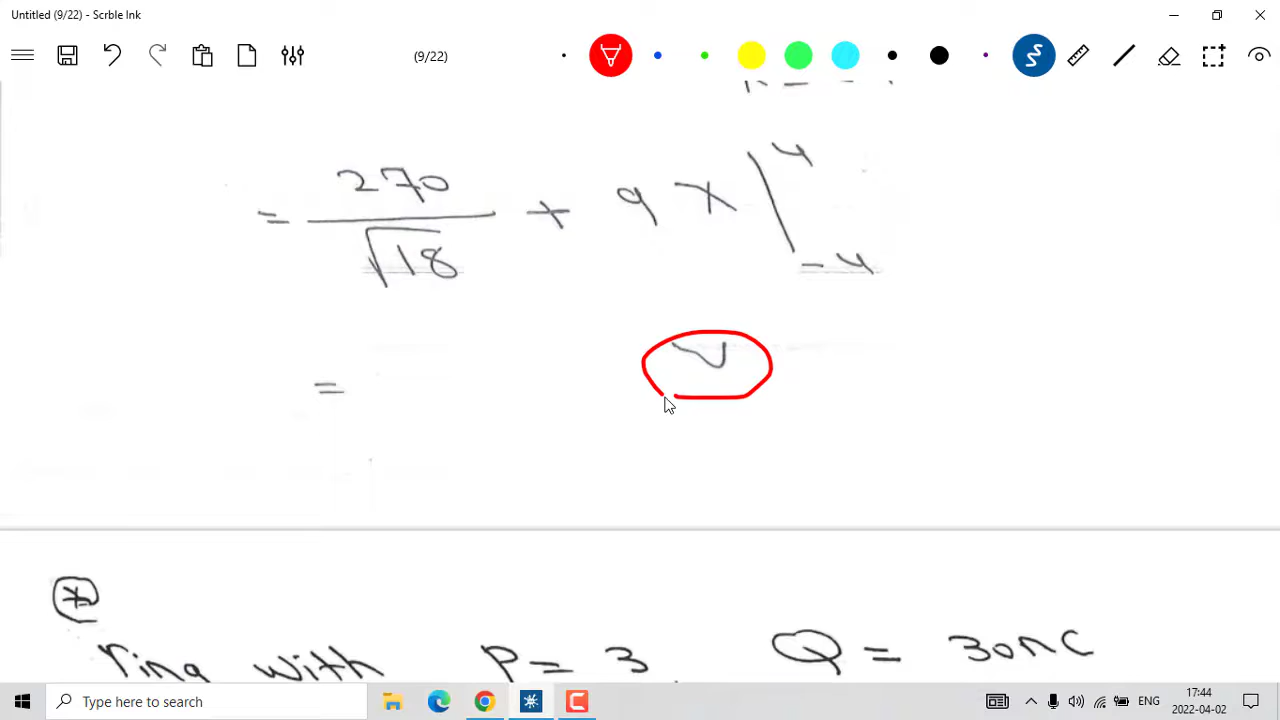 Untitled (9/22) - Scrble Ink
(9/22)
= 270/√18 + 9 X |⁴₋₄
= V
*
ring with ρ = 3, Q = 30nC
Type here to search
ENG
17:44
2022-04-02